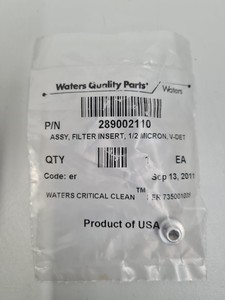 Waters Quality Parts
Waters
P/N 289002110
ASSY, FILTER INSERT, 1/2 MICRON, V-DET
QTY EA
Code: er Sep 13, 2011
WATERS CRITICAL CLEAN TM
Product of USA